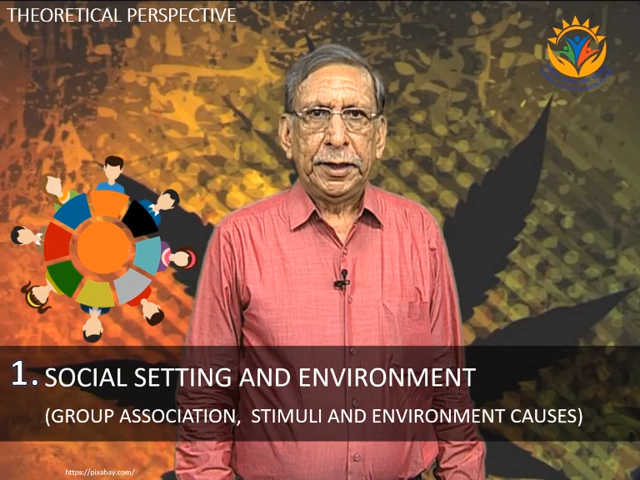 THEORETICAL PERSPECTIVE
1. SOCIAL SETTING AND ENVIRONMENT
(GROUP ASSOCIATION, STIMULI AND ENVIRONMENT CAUSES)
https://pixabay.com/